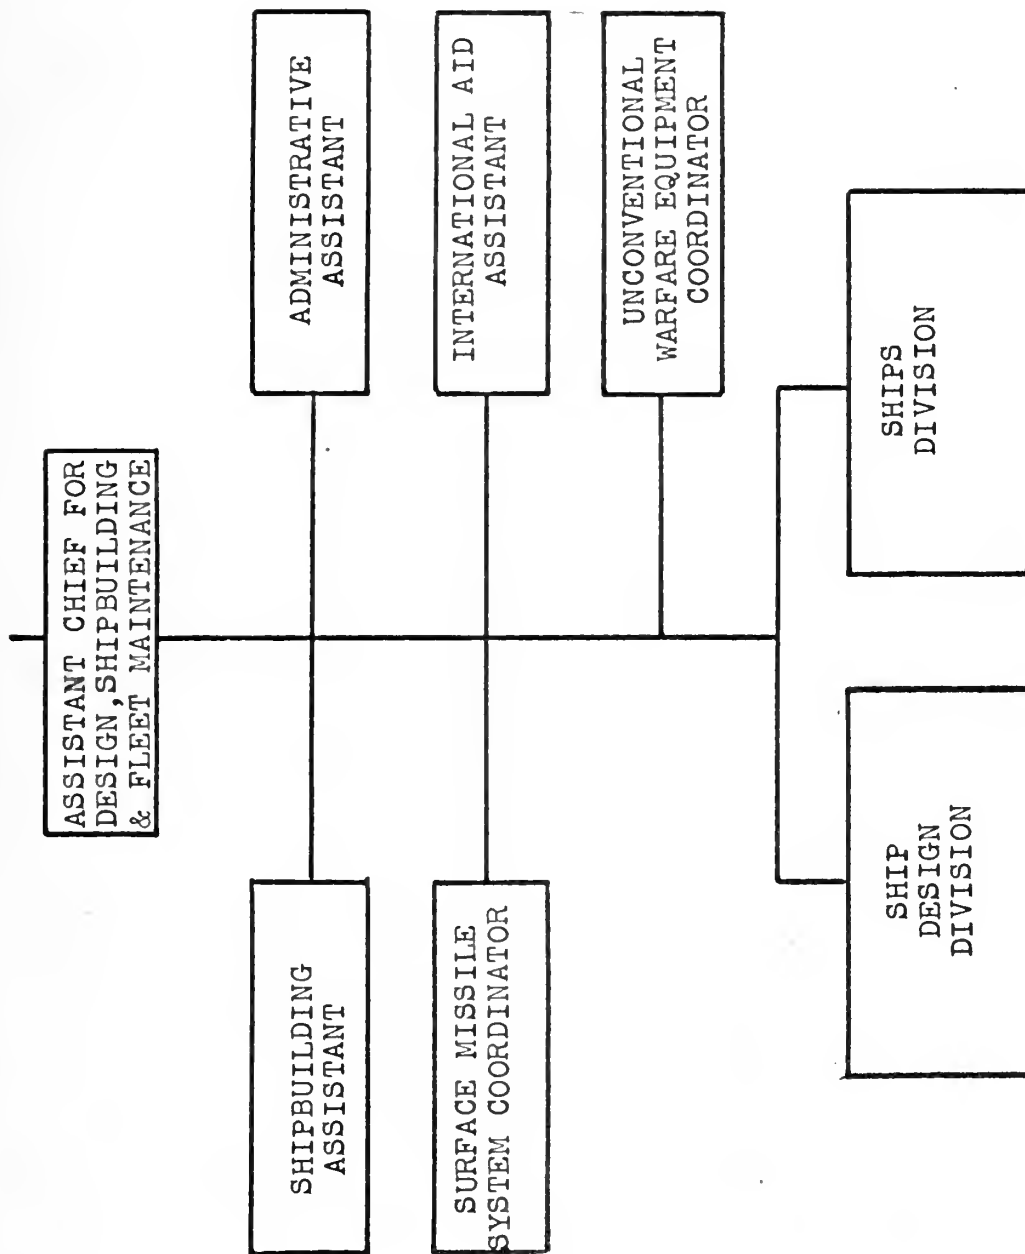 ASSISTANT CHIEF FOR
DESIGN,SHIPBUILDING
& FLEET MAINTENANCE
SHIPBUILDING
ASSISTANT
ADMINISTRATIVE
ASSISTANT
SURFACE MISSILE
SYSTEM COORDINATOR
INTERNATIONAL AID
ASSISTANT
UNCONVENTIONAL
WARFARE EQUIPMENT
COORDINATOR
SHIP
DESIGN
DIVISION
SHIPS
DIVISION